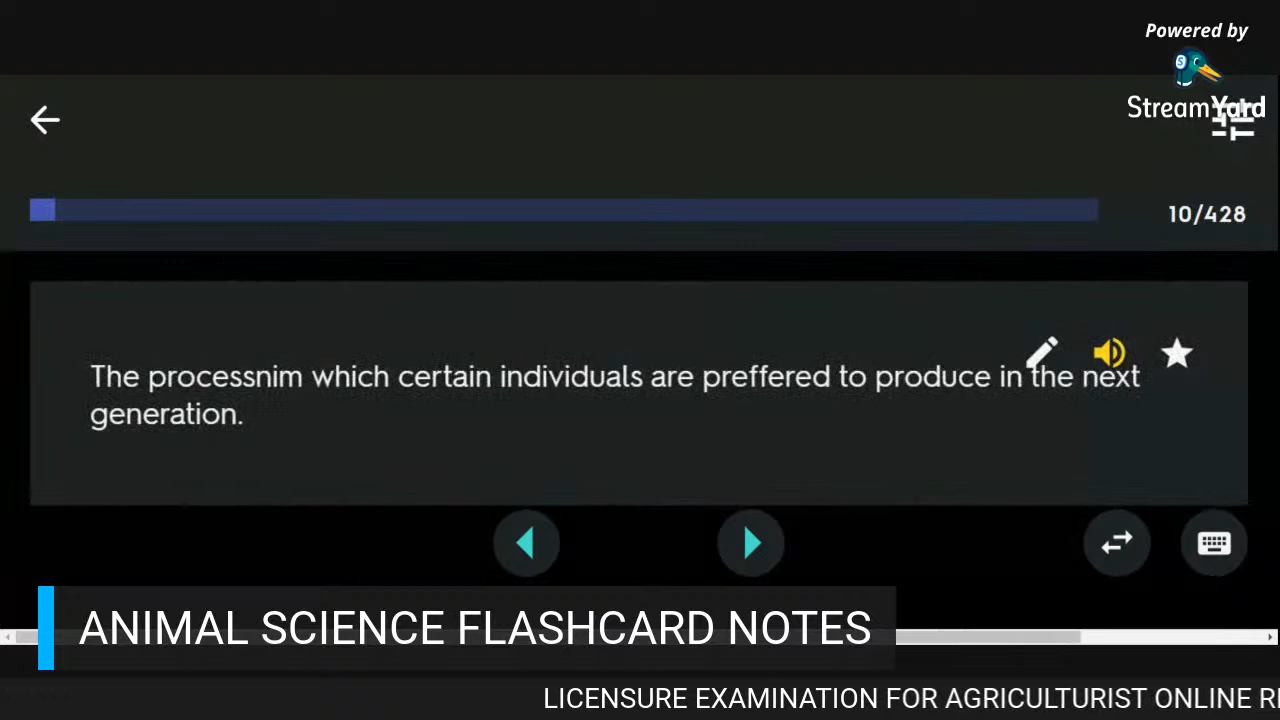 Powered by
StreamYard
10/428
The processnim which certain individuals are preffered to produce in the next
generation.
ANIMAL SCIENCE FLASHCARD NOTES
LICENSURE EXAMINATION FOR AGRICULTURIST ONLINE